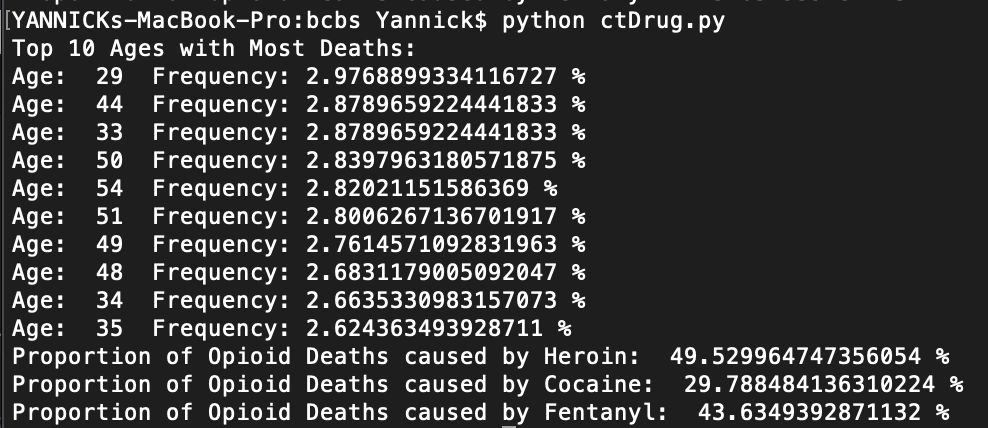 [YANNICKs-MacBook-Pro:bcbs Yannick$ python ctDrug.py
Top 10 Ages with Most Deaths:
Age:  29  Frequency: 2.9768899334116727 %
Age:  44  Frequency: 2.8789659224441833 %
Age:  33  Frequency: 2.8789659224441833 %
Age:  50  Frequency: 2.8397963180571875 %
Age:  54  Frequency: 2.82021151586369 %
Age:  51  Frequency: 2.8006267136701917 %
Age:  49  Frequency: 2.7614571092831963 %
Age:  48  Frequency: 2.6831179005092047 %
Age:  34  Frequency: 2.6635330983157073 %
Age:  35  Frequency: 2.624363493928711 %
Proportion of Opioid Deaths caused by Heroin:  49.529964747356054 %
Proportion of Opioid Deaths caused by Cocaine:  29.788484136310224 %
Proportion of Opioid Deaths caused by Fentanyl:  43.6349392871132 %